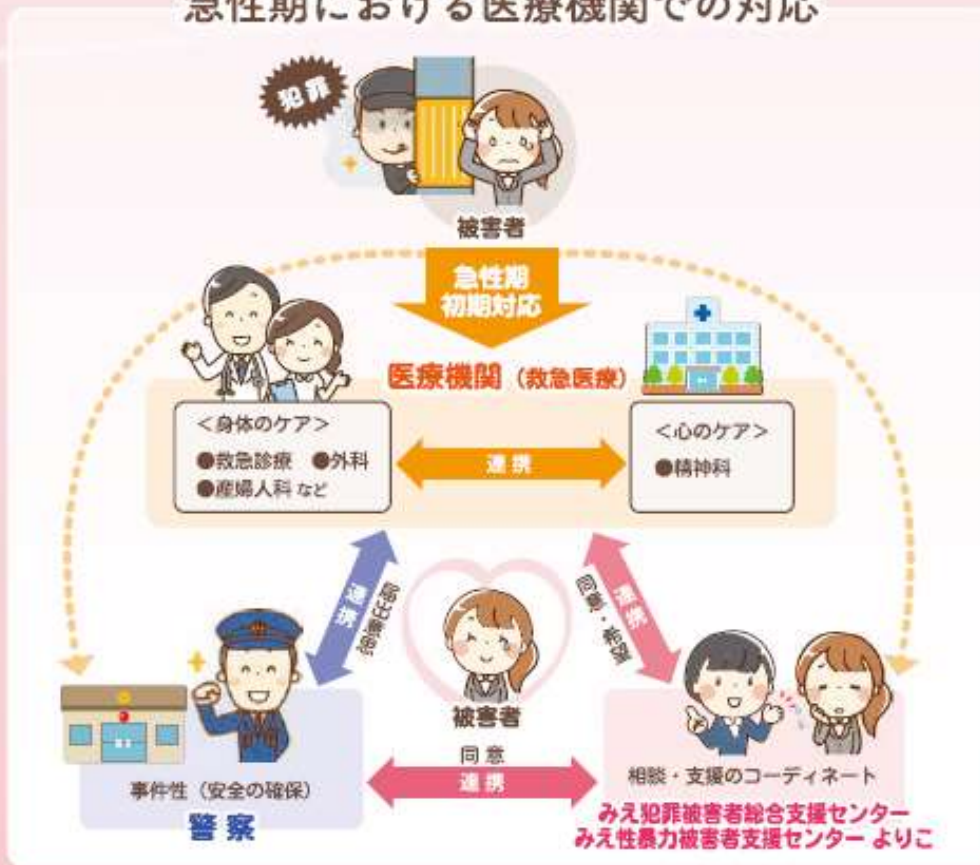 急性期における医療機関での対応
犯罪
被害者
急性期
初期対応
医療機関（救急医療）
＜身体のケア＞
●救急診療 ●外科
●産婦人科 など
連携
＜心のケア＞
●精神科
連携
連携
同意・希望
被害者
同意
連携
事件性（安全の確保）
警察
相談・支援のコーディネート
みえ犯罪被害者総合支援センター
みえ性暴力被害者支援センター よりこ